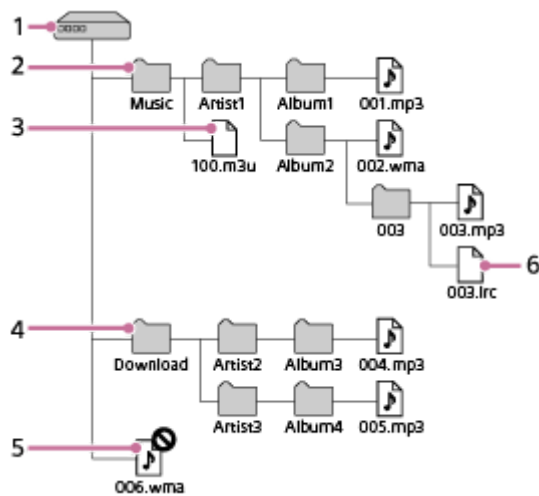 1
2
Music
Artist1
Album1
001.mp3
3
100.m3u
Album2
002.wma
003
003.mp3
6
003.lrc
4
Download
Artist2
Album3
004.mp3
Artist3
Album4
005.mp3
5
006.wma